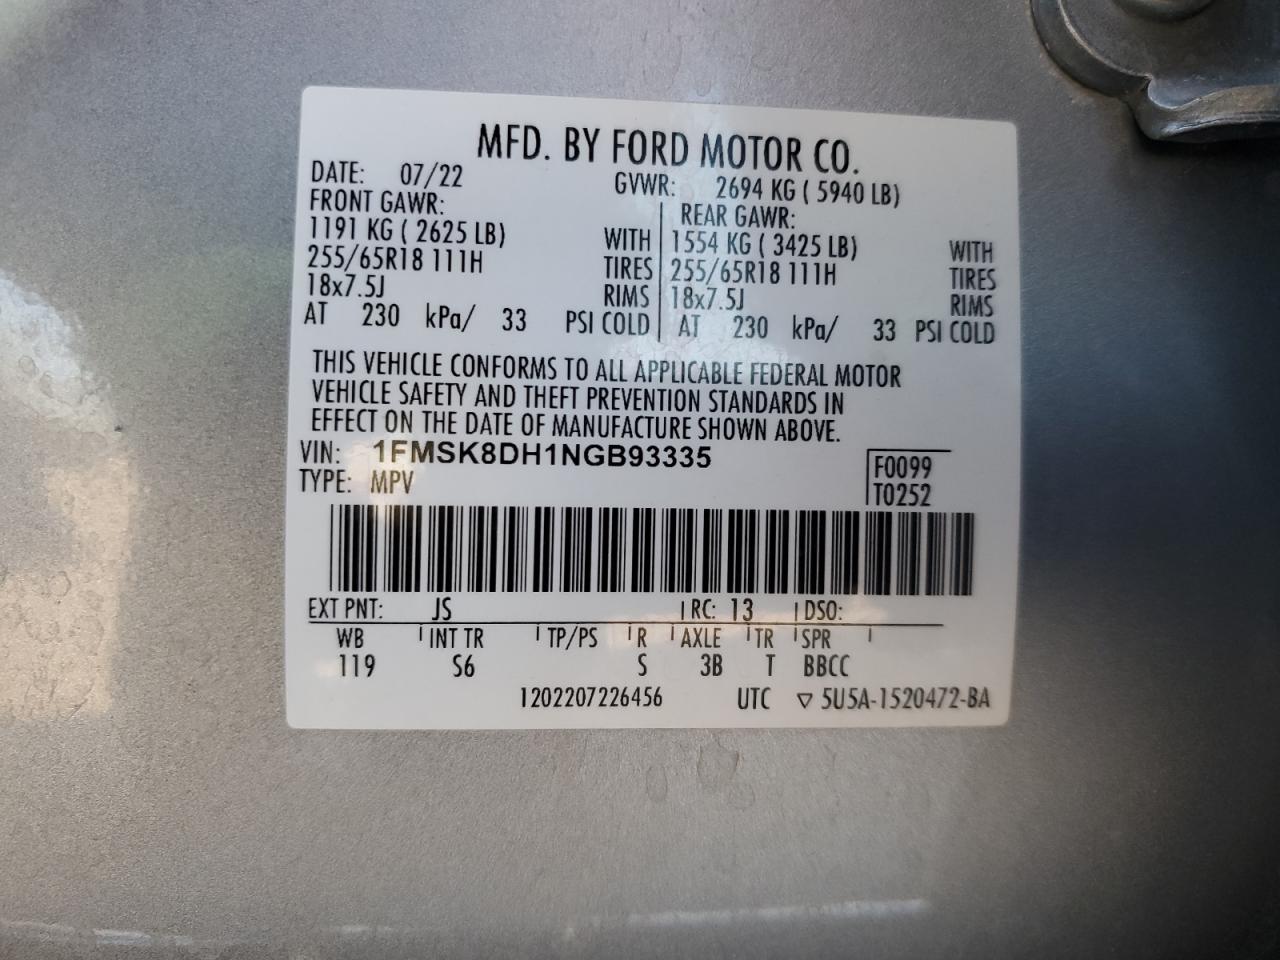 MFD. BY FORD MOTOR CO.
DATE: 07/22 GVWR: 2694 KG ( 5940 LB)
FRONT GAWR: REAR GAWR:
1191 KG ( 2625 LB) WITH 1554 KG ( 3425 LB) WITH
255/65R18 111H TIRES 255/65R18 111H TIRES
18x7.5J RIMS 18x7.5J RIMS
AT 230 kPa/ 33 PSI COLD AT 230 kPa/ 33 PSI COLD
THIS VEHICLE CONFORMS TO ALL APPLICABLE FEDERAL MOTOR
VEHICLE SAFETY AND THEFT PREVENTION STANDARDS IN
EFFECT ON THE DATE OF MANUFACTURE SHOWN ABOVE.
VIN: 1FMSK8DH1NGB93335 F0099
TYPE: MPV T0252
EXT PNT: JS RC: 13 DSO:
WB INT TR TP/PS R AXLE TR SPR
119 S6 S 3B T BBCC
1202207226456 UTC ▽ 5U5A-1520472-BA